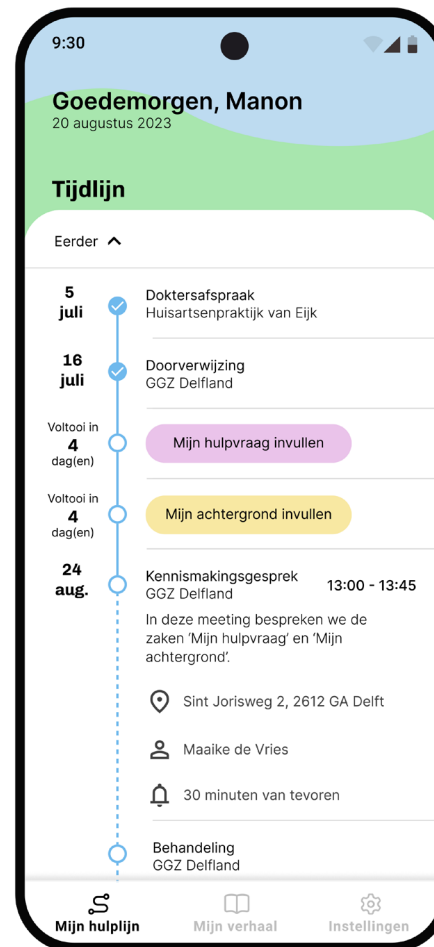 9:30
Goedemorgen, Manon
20 augustus 2023
Tijdlijn
Eerder
5
juli
Doktersafspraak
Huisartsenpraktijk van Eijk
16
juli
Doorverwijzing
GGZ Delfland
Voltooi in
4
dag(en)
Mijn hulpvraag invullen
Voltooi in
4
dag(en)
Mijn achtergrond invullen
24
aug.
Kennismakingsgesprek
GGZ Delfland
13:00 - 13:45
In deze meeting bespreken we de
zaken ‘Mijn hulpvraag’ en ‘Mijn
achtergrond’.
Sint Jorisweg 2, 2612 GA Delft
Maaike de Vries
30 minuten van tevoren
Behandeling
GGZ Delfland
Mijn hulplijn
Mijn verhaal
Instellingen